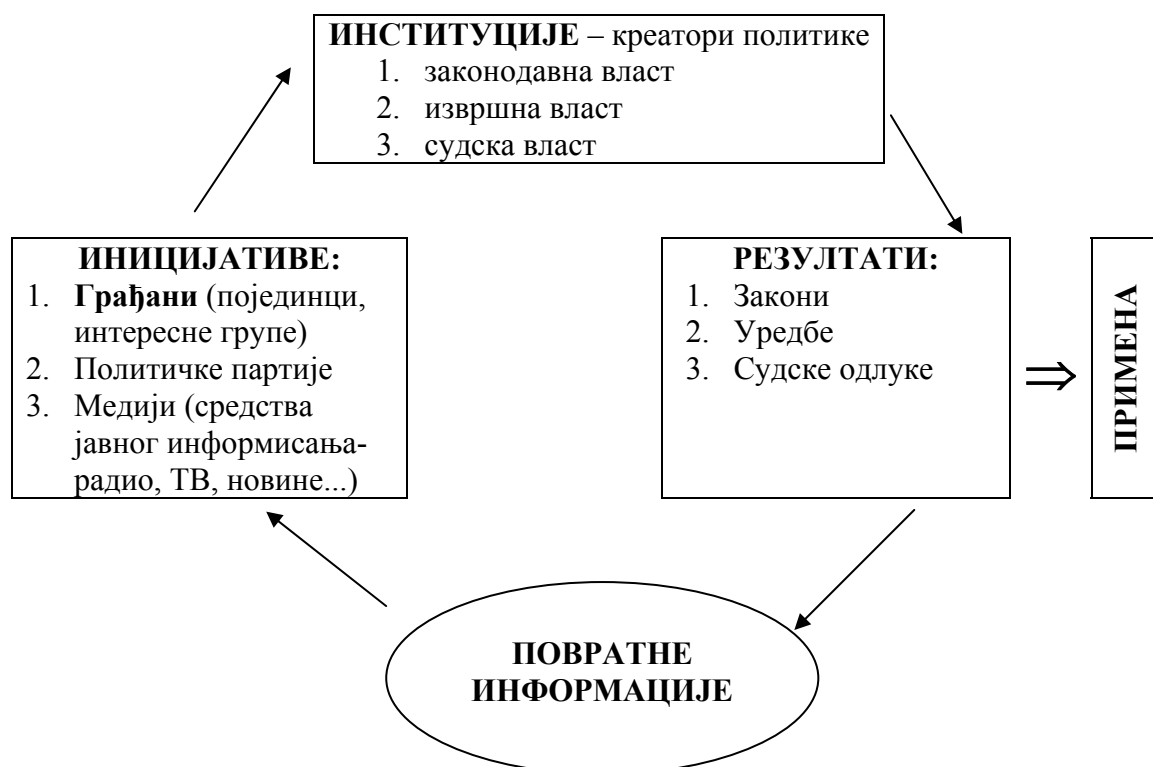 ИНСТИТУЦИЈЕ – креатори политике
1. законодавна власт
2. извршна власт
3. судска власт
ИНИЦИЈАТИВЕ:
1. Грађани (појединци,
интересне групе)
2. Политичке партије
3. Медији (средства
јавног информисања-
радио, ТВ, новине...)
РЕЗУЛТАТИ:
1. Закони
2. Уредбе
3. Судске одлуке
⇒
ПРИМЕНА
ПОВРАТНЕ
ИНФОРМАЦИЈЕ